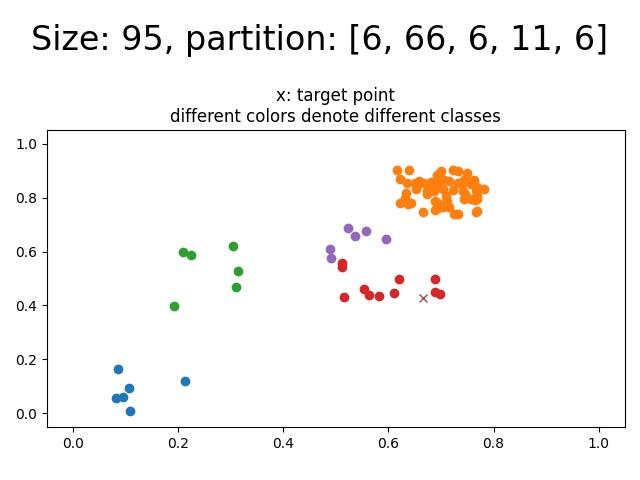 Size: 95, partition: [6, 66, 6, 11, 6]
x: target point
different colors denote different classes
1.0
0.8
0.6
0.4
0.2
0.0
0.0 0.2 0.4 0.6 0.8 1.0